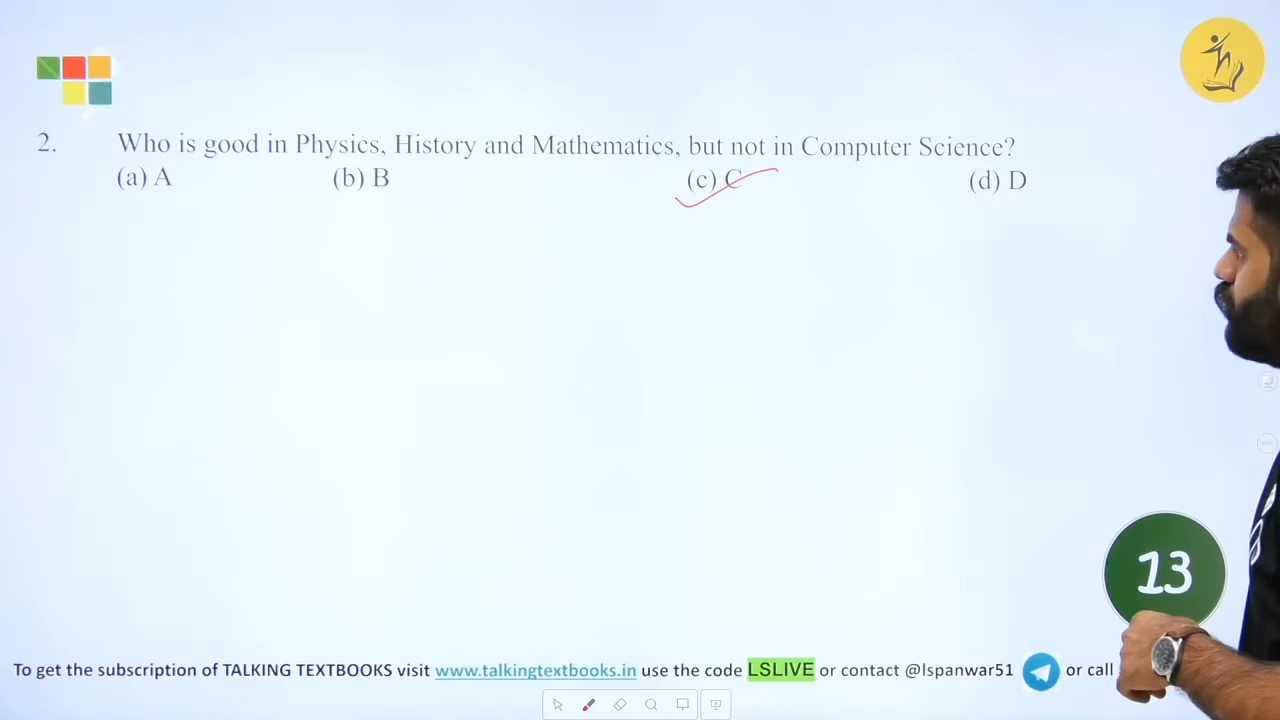 2. Who is good in Physics, History and Mathematics, but not in Computer Science?
(a) A (b) B (c) C (d) D
13
To get the subscription of TALKING TEXTBOOKS visit www.talkingtextbooks.in use the code LSLIVE or contact @lspanwar51 or call